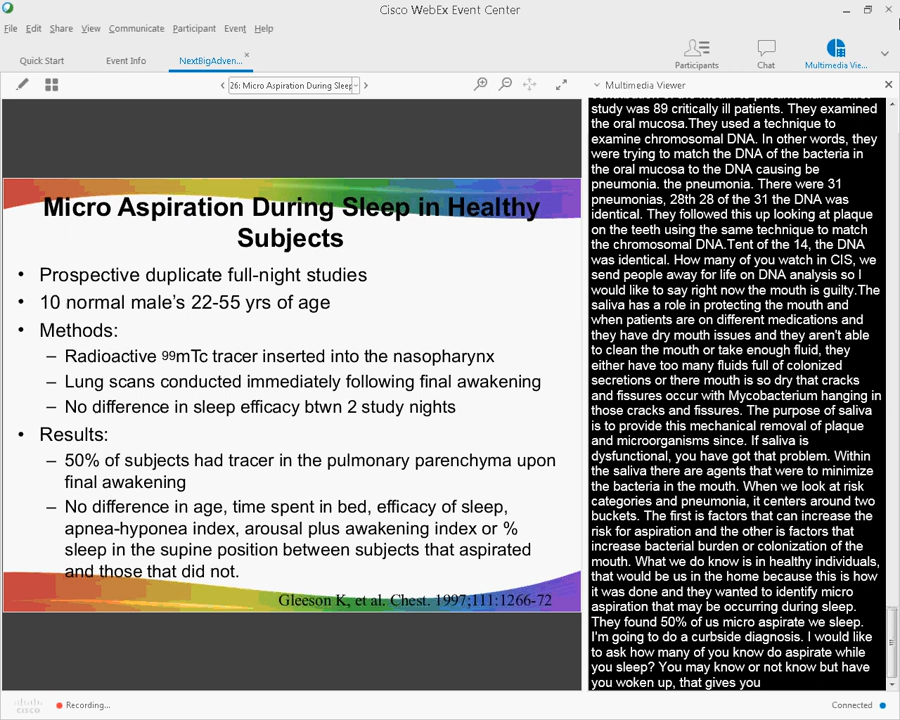 Cisco WebEx Event Center
File Edit Share View Communicate Participant Event Help
Quick Start
Event Info
NextBigAdven...
Participants
Chat
Multimedia Vie...
26: Micro Aspiration During Sleep
Multimedia Viewer
Micro Aspiration During Sleep in Healthy
Subjects
• Prospective duplicate full-night studies
• 10 normal male's 22-55 yrs of age
• Methods:
– Radioactive 99mTc tracer inserted into the nasopharynx
– Lung scans conducted immediately following final awakening
– No difference in sleep efficacy btwn 2 study nights
• Results:
– 50% of subjects had tracer in the pulmonary parenchyma upon
final awakening
– No difference in age, time spent in bed, efficacy of sleep,
apnea-hyponea index, arousal plus awakening index or %
sleep in the supine position between subjects that aspirated
and those that did not.
Gleeson K, et al. Chest. 1997;111:1266-72
study was 89 critically ill patients. They examined
the oral mucosa.They used a technique to
examine chromosomal DNA. In other words, they
were trying to match the DNA of the bacteria in
the oral mucosa to the DNA causing be
pneumonia. the pneumonia. There were 31
pneumonias, 28th 28 of the 31 the DNA was
identical. They followed this up looking at plaque
on the teeth using the same technique to match
the chromosomal DNA.Tent of the 14, the DNA
was identical. How many of you watch in CIS, we
send people away for life on DNA analysis so I
would like to say right now the mouth is guilty.The
saliva has a role in protecting the mouth and
when patients are on different medications and
they have dry mouth issues and they aren't able
to clean the mouth or take enough fluid, they
either have too many fluids full of colonized
secretions or there mouth is so dry that cracks
and fissures occur with Mycobacterium hanging in
those cracks and fissures. The purpose of saliva
is to provide this mechanical removal of plaque
and microorganisms since. If saliva is
dysfunctional, you have got that problem. Within
the saliva there are agents that were to minimize
the bacteria in the mouth. When we look at risk
categories and pneumonia, it centers around two
buckets. The first is factors that can increase the
risk for aspiration and the other is factors that
increase bacterial burden or colonization of the
mouth. What we do know is in healthy individuals,
that would be us in the home because this is how
it was done and they wanted to identify micro
aspiration that may be occurring during sleep.
They found 50% of us micro aspirate we sleep.
I'm going to do a curbside diagnosis. I would like
to ask how many of you know do aspirate while
you sleep? You may know or not know but have
you woken up, that gives you
cisco
Recording...
Connected